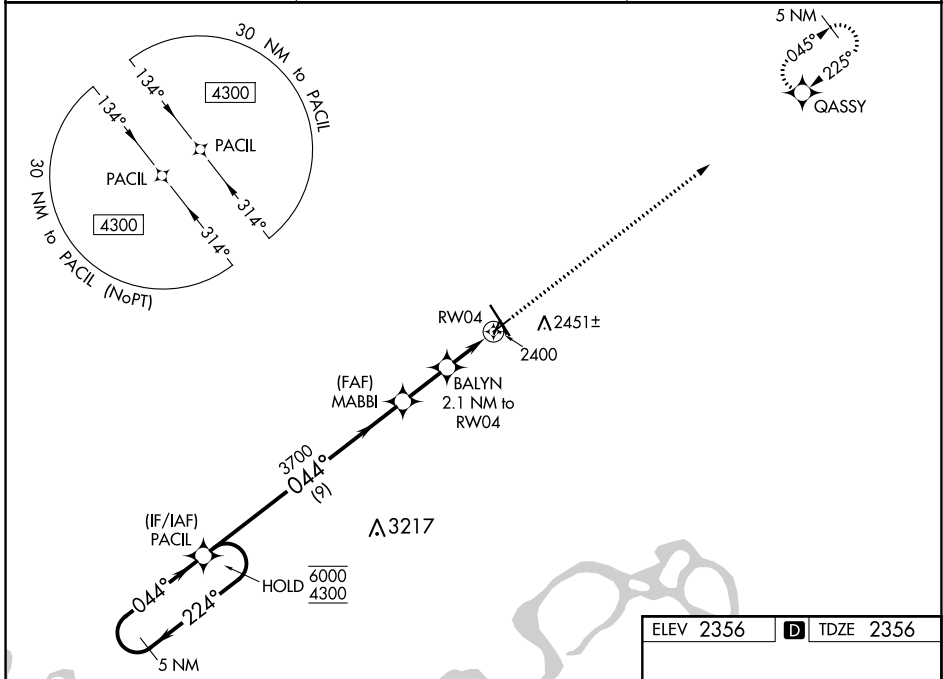 30 NM to PACIL
134°
4300
PACIL
314°
134°
PACIL
4300
314°
30 NM to PACIL (NoPT)
5 NM
045°
225°
QASSY
RW04
2451±
2400
(FAF)
MABBI
BALYN
2.1 NM to
RW04
3700
044°
(9)
(IF/IAF)
PACIL
3217
HOLD
6000
4300
044°
224°
5 NM
ELEV 2356 D TDZE 2356